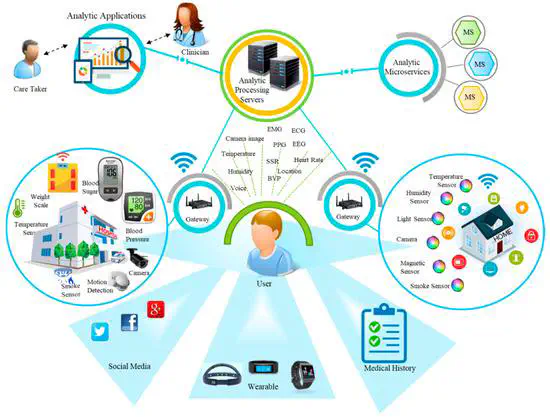 Analytic Applications
Clinician
Care Taker
Analytic
Processing
Servers
Analytic
Microservices
MS
MS
MS
EMG
ECG
Camera image
PPG
EEG
Temperature
SSR
Heart Rate
Humidity
Location
BVP
Voice
Gateway
Gateway
Weight
Scale
Blood
Sugar
Temperature
Sensor
Hospital
120
80
Blood
Pressure
Camera
Smoke
Sensor
Motion
Detection
Temperature
Sensor
Humidity
Sensor
Light Sensor
Camera
Magnetic
Sensor
Smoke Sensor
HOME
User
Social Media
Wearable
Medical History